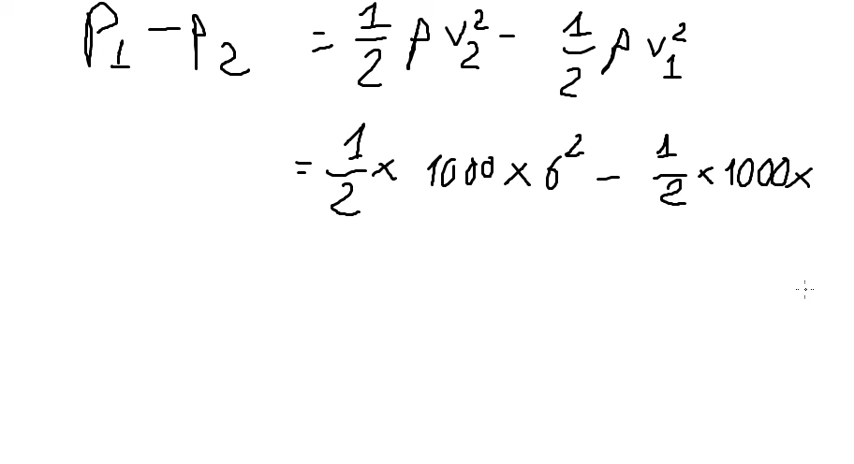 P₁ - P₂ = 1/2 ρ v₂² - 1/2 ρ v₁²
= 1/2 × 1000 × 6² - 1/2 × 1000 ×